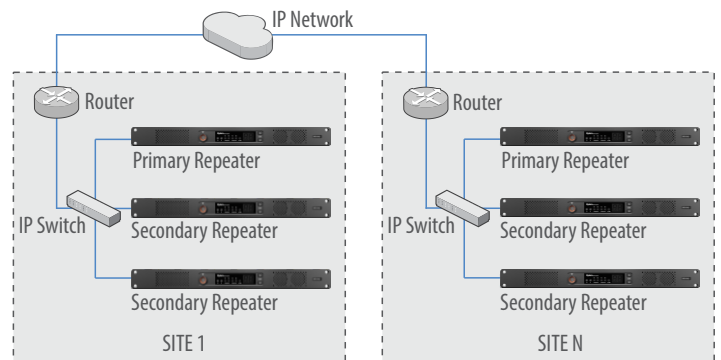 IP Network
Router
Primary Repeater
IP Switch
Secondary Repeater
Secondary Repeater
SITE 1
Router
Primary Repeater
IP Switch
Secondary Repeater
Secondary Repeater
SITE N